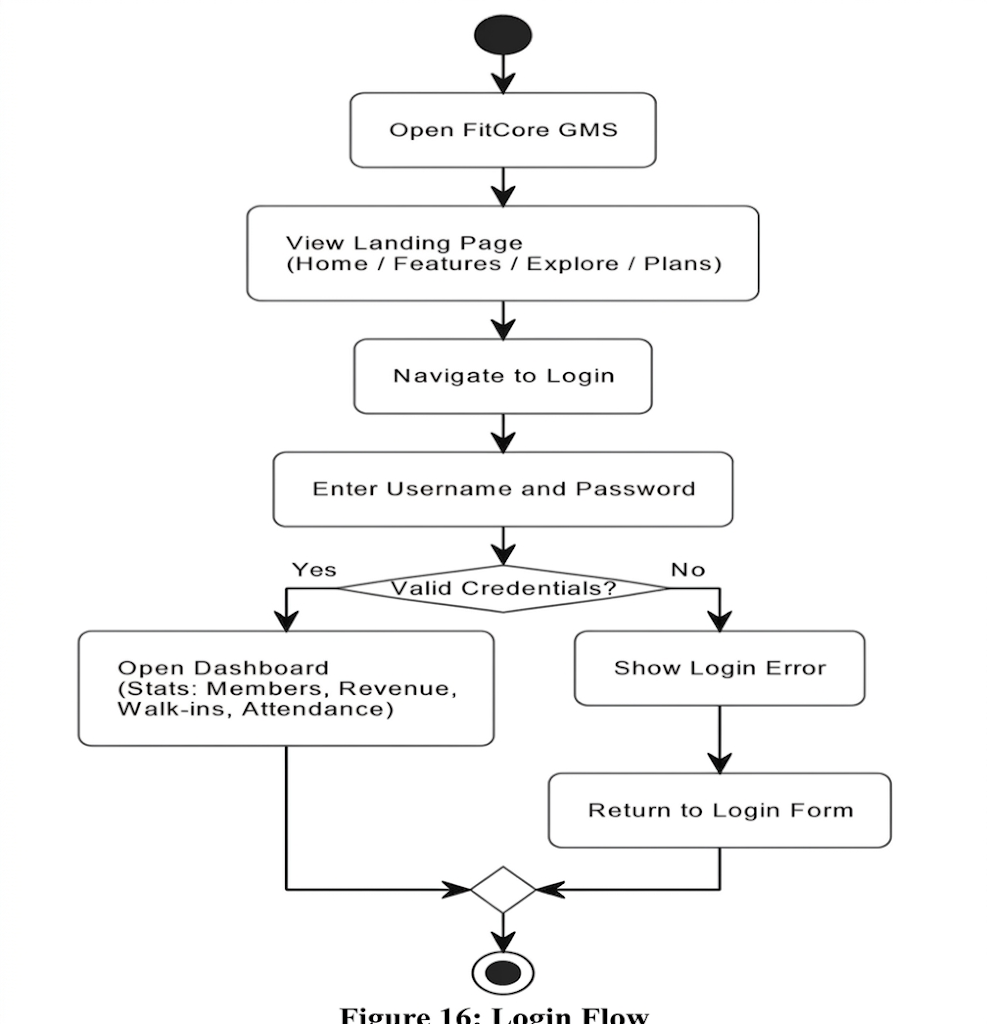 Open FitCore GMS
View Landing Page
(Home / Features / Explore / Plans)
Navigate to Login
Enter Username and Password
Yes
Valid Credentials?
No
Open Dashboard
(Stats: Members, Revenue,
Walk-ins, Attendance)
Show Login Error
Return to Login Form
Figure 16: Login Flow